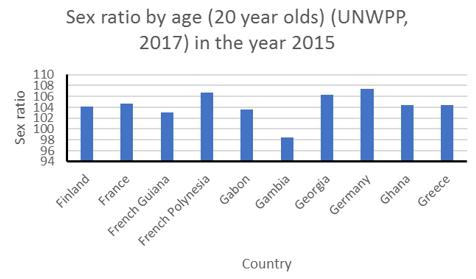 Sex ratio by age (20 year olds) (UNWPP,
2017) in the year 2015
110
108
106
104
102
100
98
96
94
Sex ratio
Finland
France
French Guiana
French Polynesia
Gabon
Gambia
Georgia
Germany
Ghana
Greece
Country